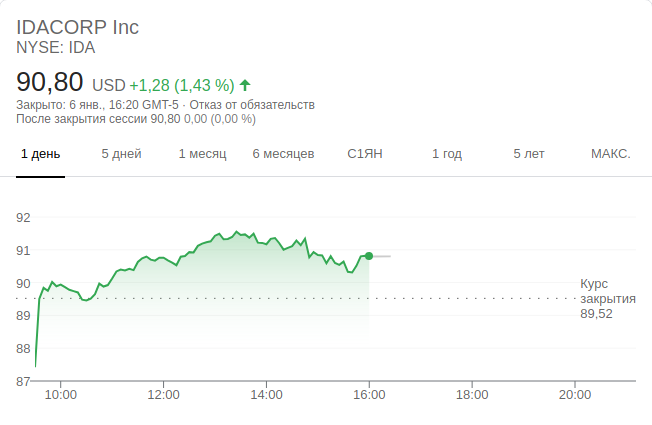 IDACORP Inc
NYSE: IDA
90,80 USD +1,28 (1,43 %)
Закрыто: 6 янв., 16:20 GMT-5 · Отказ от обязательств
После закрытия сессии 90,80 0,00 (0,00 %)
1 день 5 дней 1 месяц 6 месяцев С1ЯН 1 год 5 лет МАКС.
92
91
90
89
88
87
Курс
закрытия
89,52
10:00 12:00 14:00 16:00 18:00 20:00